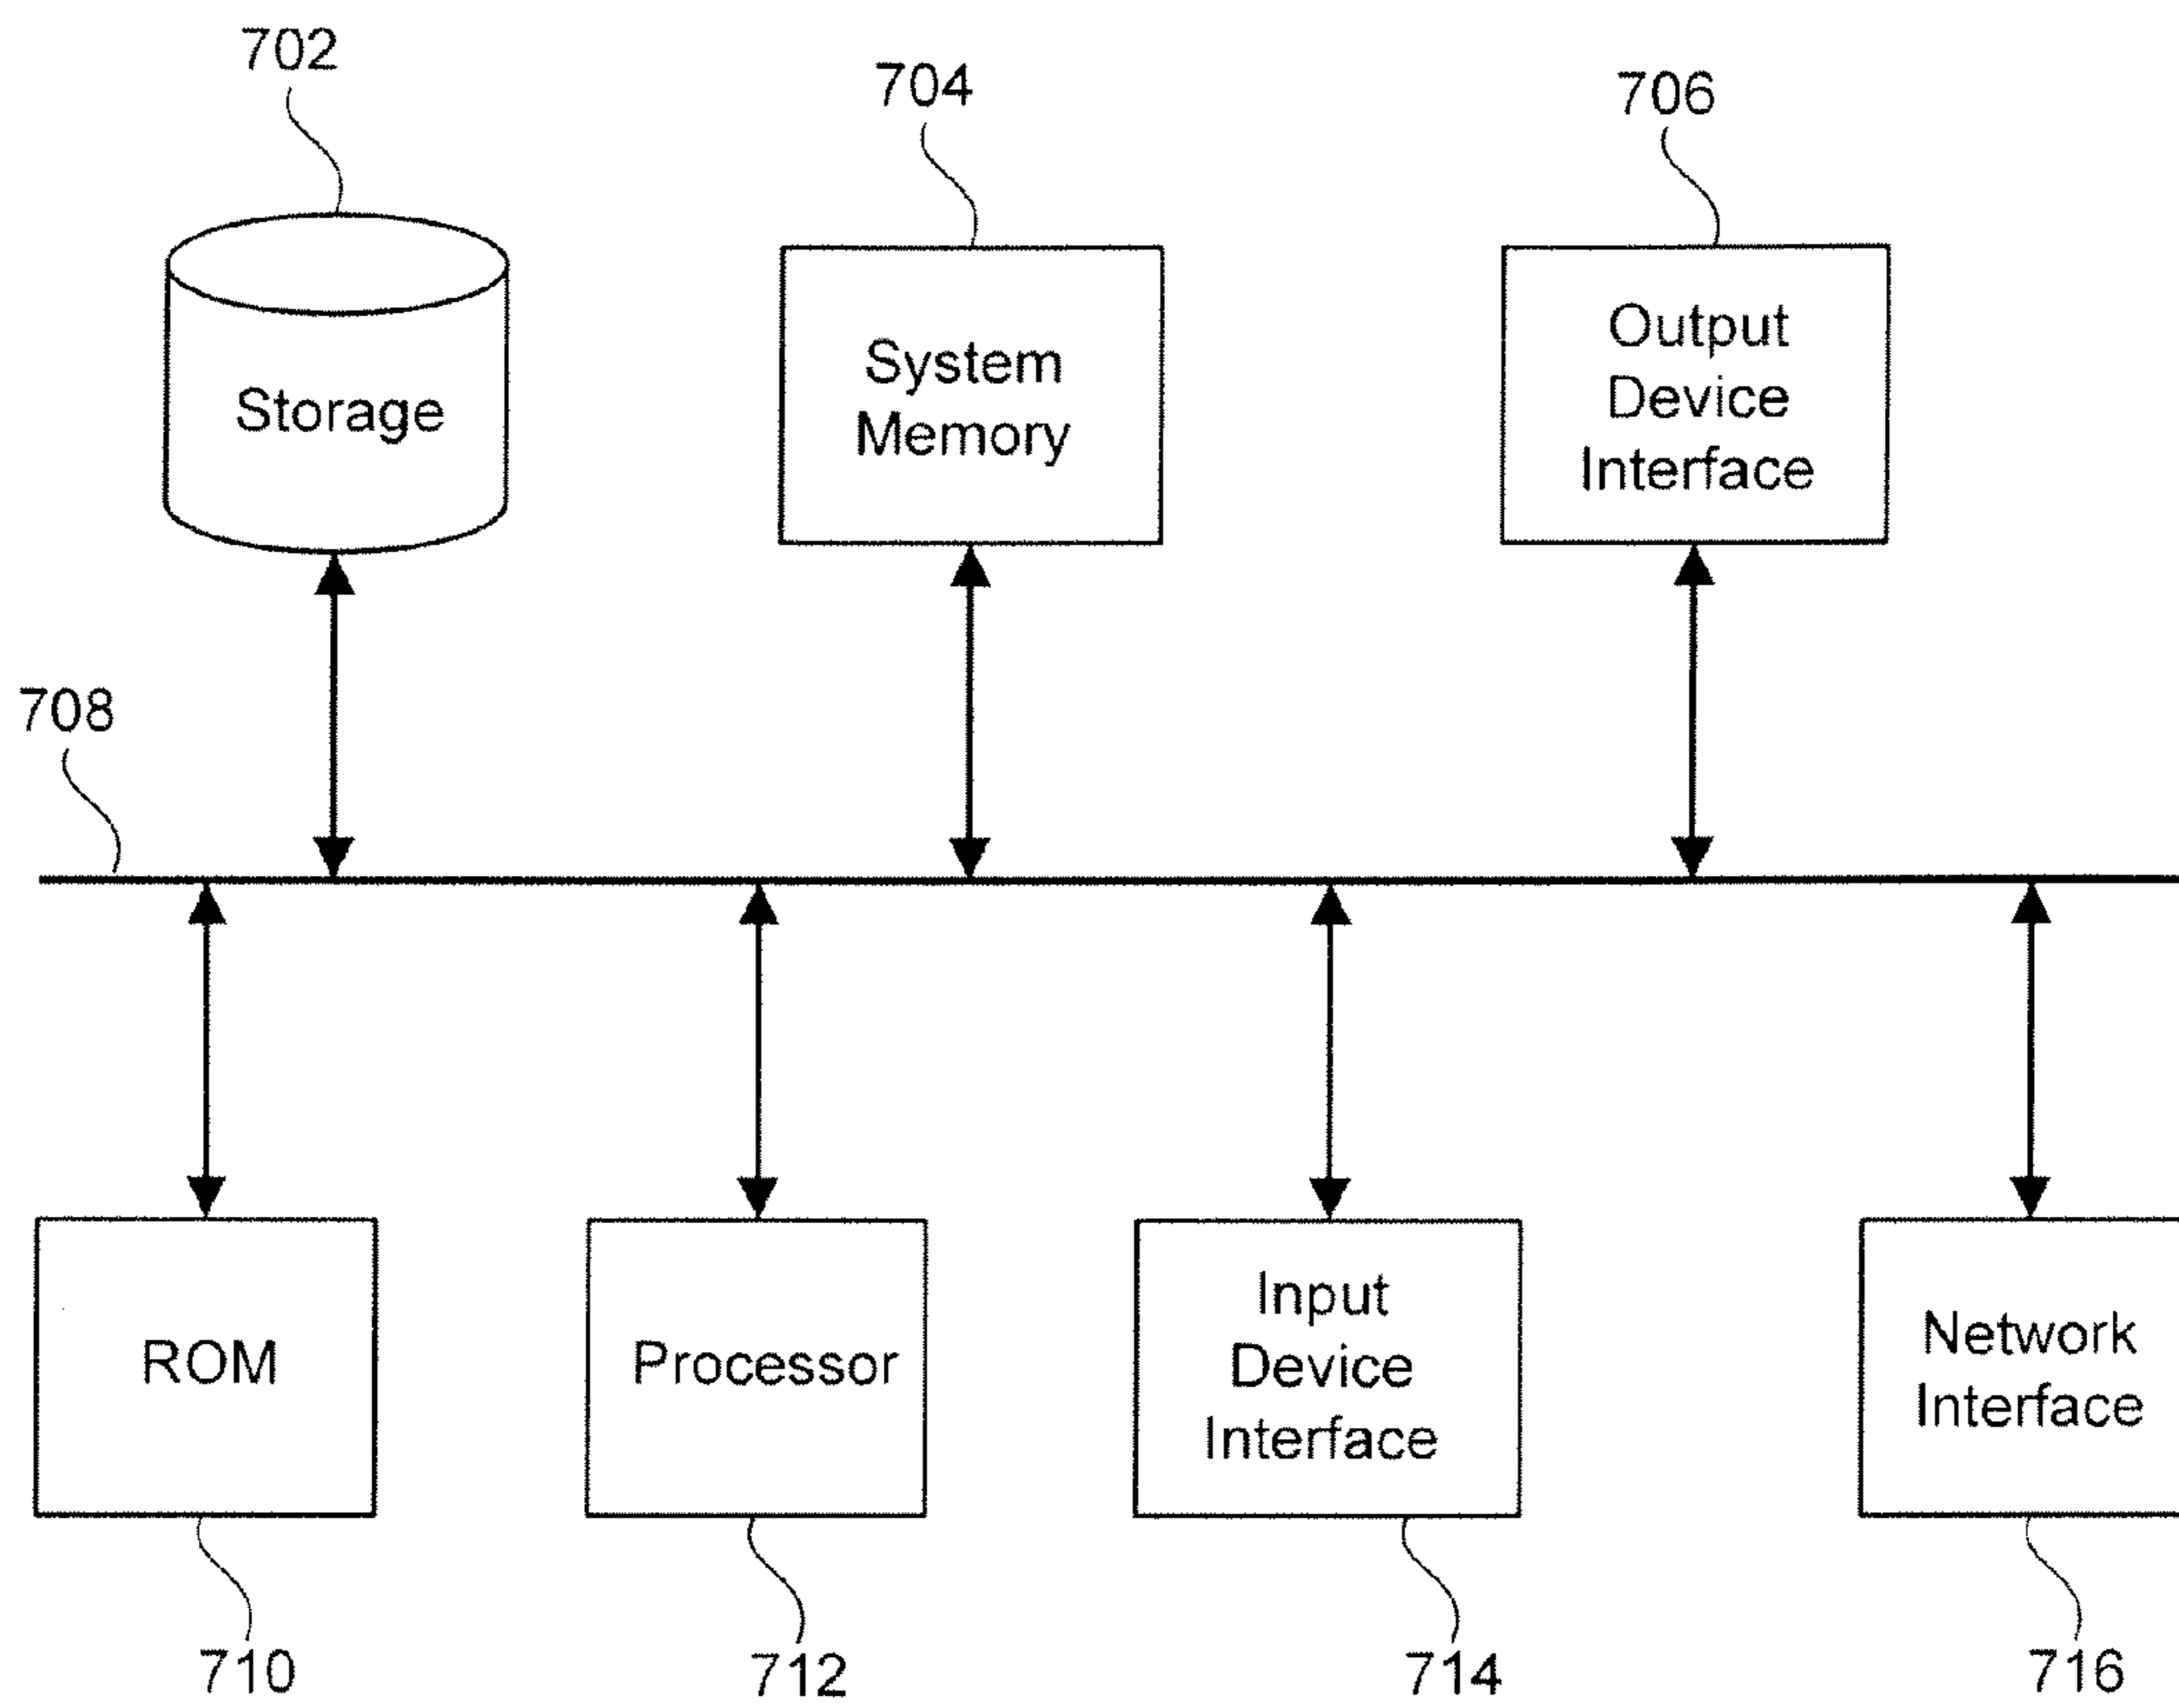 702
704
706
Storage
System
Memory
Output
Device
Interface
708
ROM
Processor
Input
Device
Interface
Network
Interface
710
712
714
716